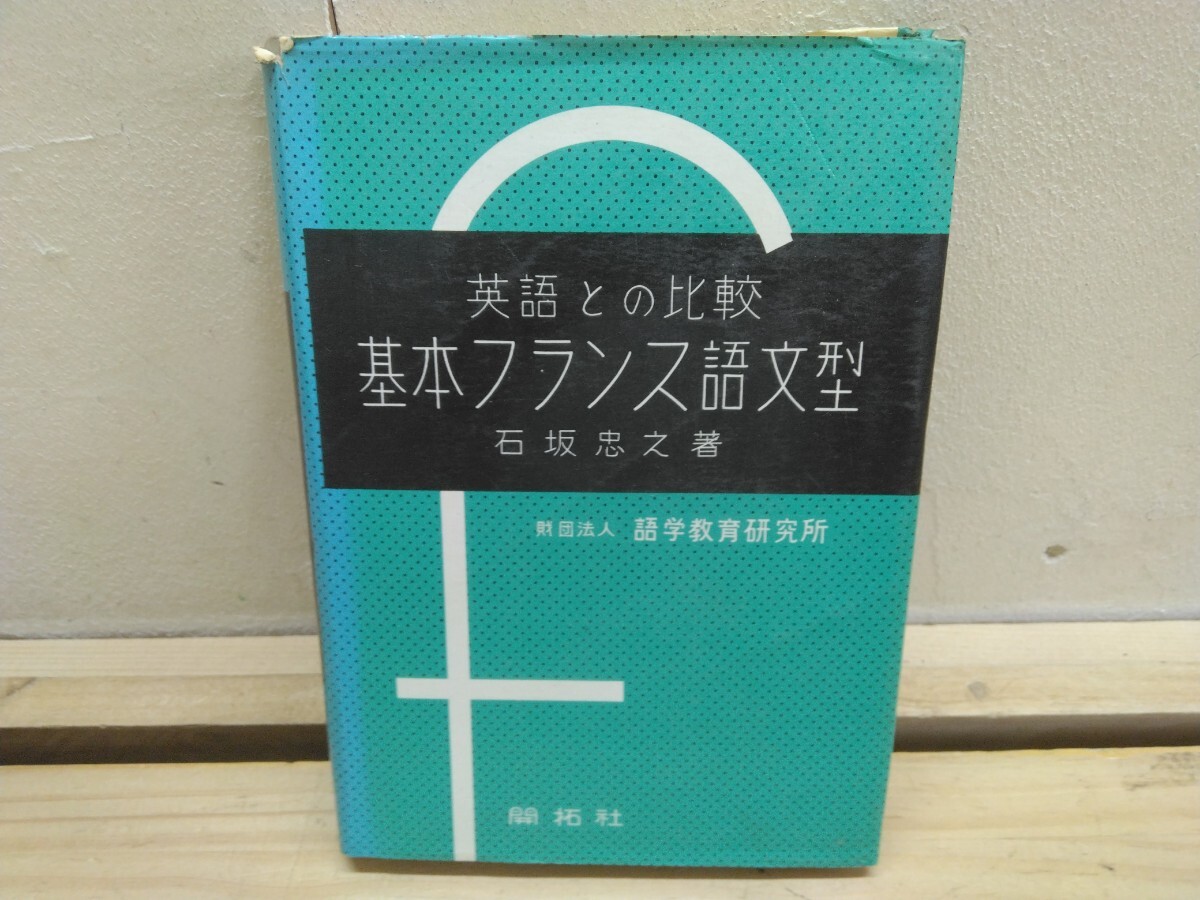 英語との比較
基本フランス語文型
石坂忠之著
財団法人 語学教育研究所
開拓社